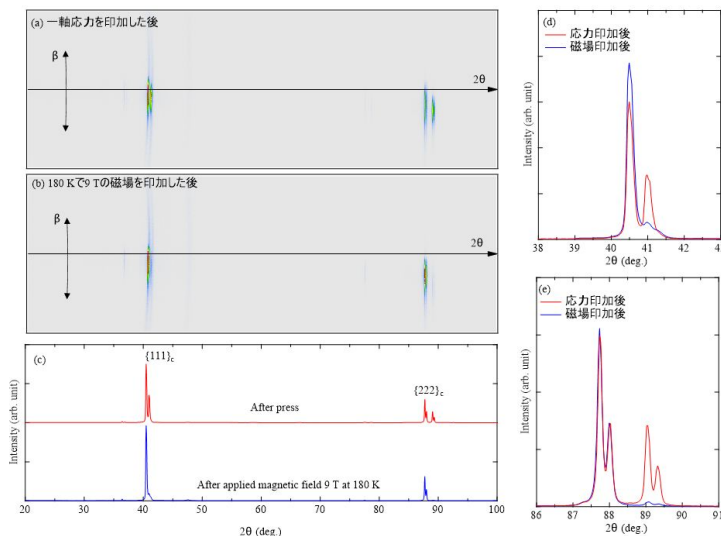 (a) 一軸応力を印加した後
β
2θ
(b) 180 Kで9 Tの磁場を印加した後
β
2θ
(c)
{111}c
{222}c
After press
After applied magnetic field 9 T at 180 K
Intensity (arb. unit)
20 30 40 50 60 70 80 90 100
2θ (deg.)
(d)
応力印加後
磁場印加後
Intensity (arb. unit)
38 39 40 41 42 43
2θ (deg.)
(e)
応力印加後
磁場印加後
Intensity (arb. unit)
86 87 88 89 90 91
2θ (deg.)